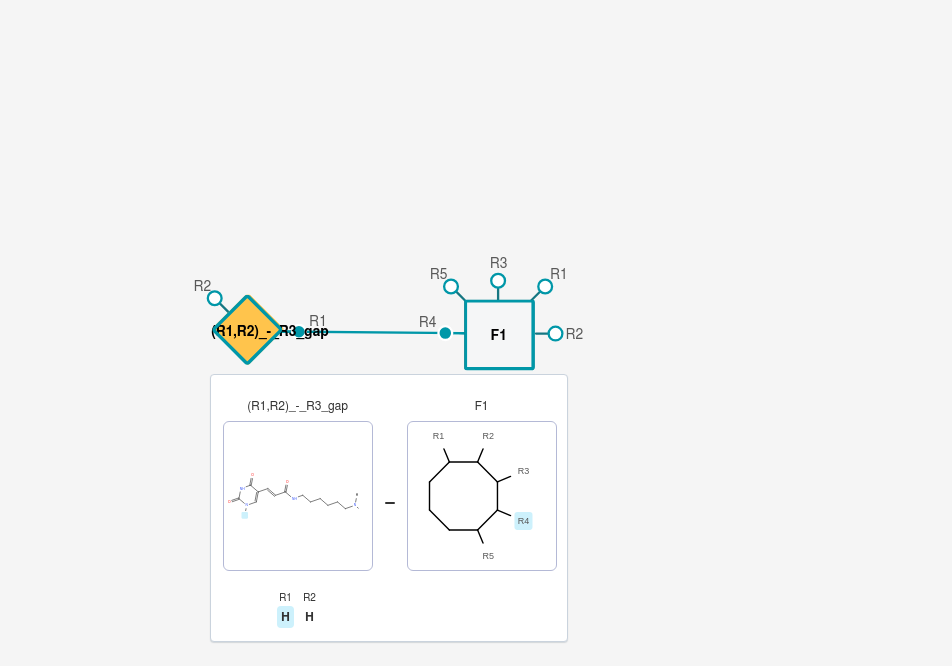 R3
R5
R1
R2
R1
R4
(R1,R2)_-_R3_gap
F1
R2
(R1,R2)_-_R3_gap
F1
R1
R2
R3
R4
R5
–
R1 R2
H H